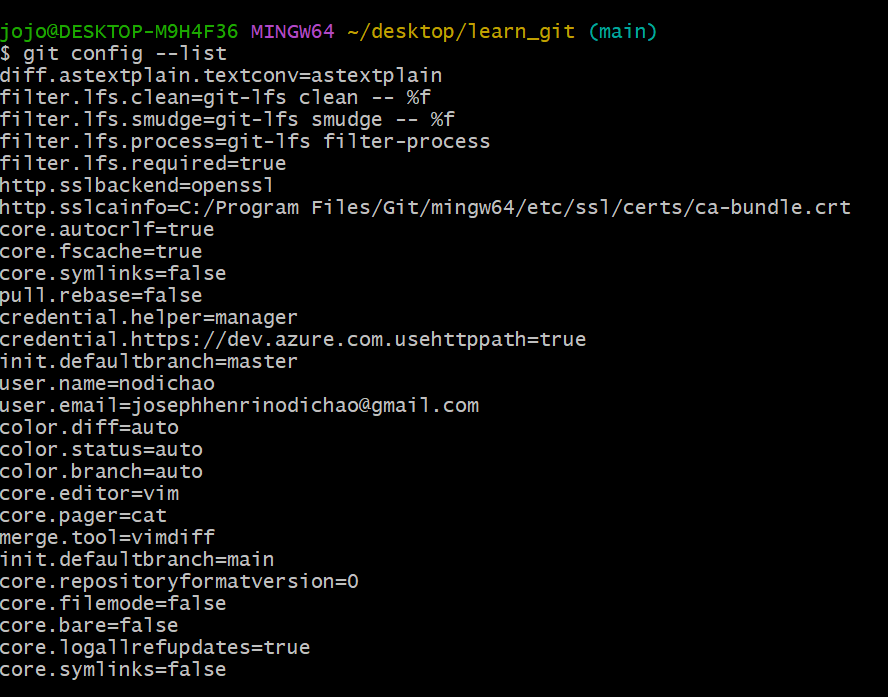 jojo@DESKTOP-M9H4F36 MINGW64 ~/desktop/learn_git (main)
$ git config --list
diff.astextplain.textconv=astextplain
filter.lfs.clean=git-lfs clean -- %f
filter.lfs.smudge=git-lfs smudge -- %f
filter.lfs.process=git-lfs filter-process
filter.lfs.required=true
http.sslbackend=openssl
http.sslcainfo=C:/Program Files/Git/mingw64/etc/ssl/certs/ca-bundle.crt
core.autocrlf=true
core.fscache=true
core.symlinks=false
pull.rebase=false
credential.helper=manager
credential.https://dev.azure.com.usehttppath=true
init.defaultbranch=master
user.name=nodichao
user.email=josephhenrinodichao@gmail.com
color.diff=auto
color.status=auto
color.branch=auto
core.editor=vim
core.pager=cat
merge.tool=vimdiff
init.defaultbranch=main
core.repositoryformatversion=0
core.filemode=false
core.bare=false
core.logallrefupdates=true
core.symlinks=false